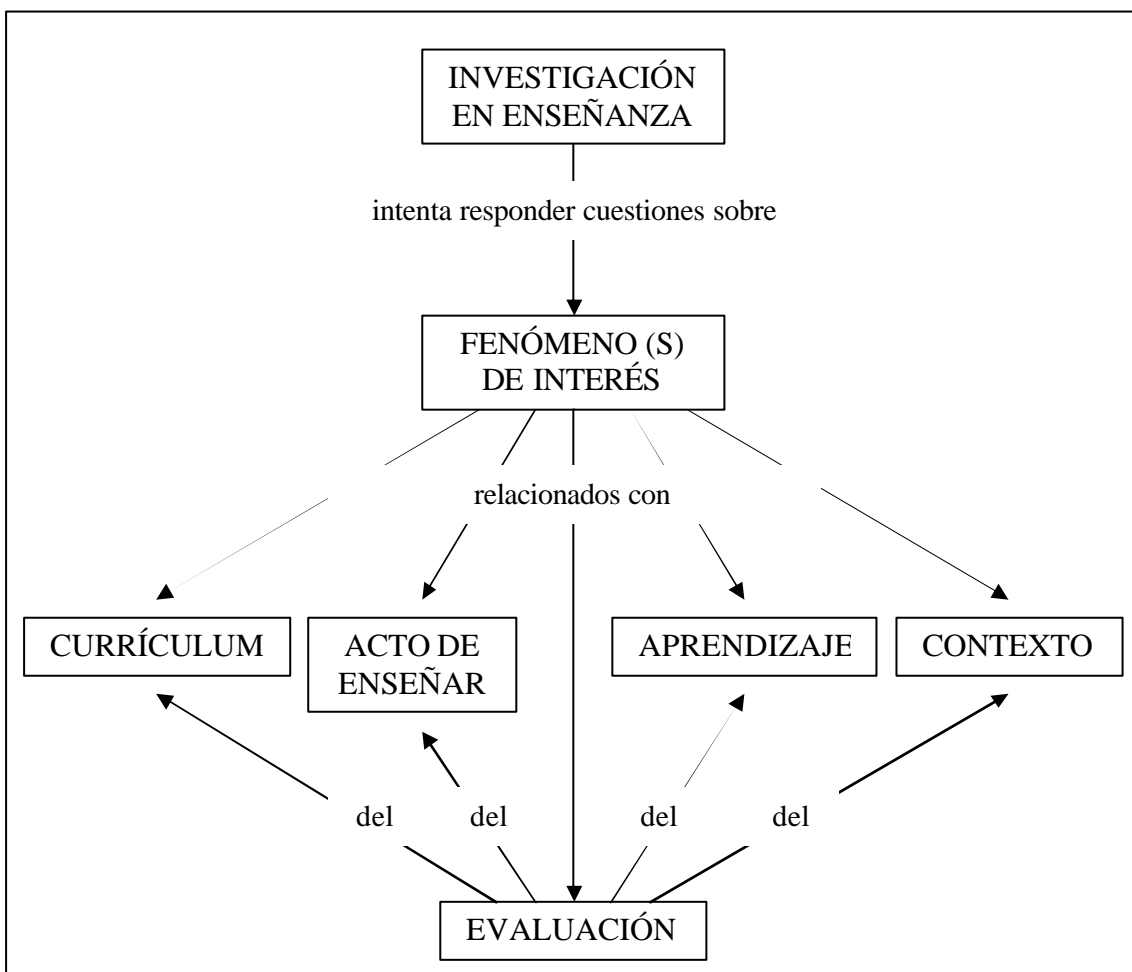 INVESTIGACIÓN
EN ENSEÑANZA
intenta responder cuestiones sobre
FENÓMENO (S)
DE INTERÉS
relacionados con
CURRÍCULUM
ACTO DE
ENSEÑAR
APRENDIZAJE
CONTEXTO
del
del
del
del
EVALUACIÓN